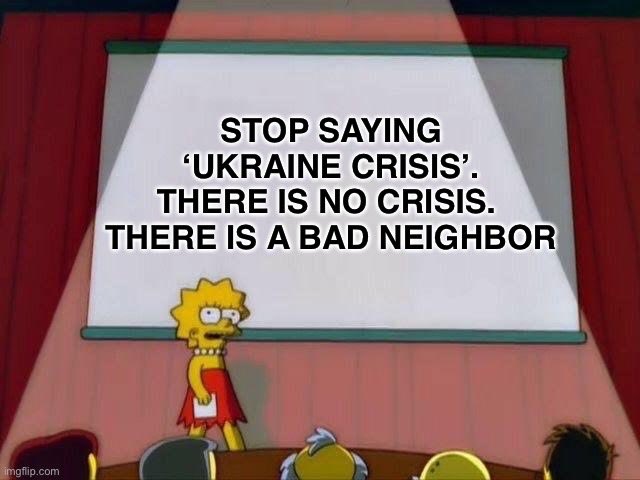 STOP SAYING
‘UKRAINE CRISIS’.
THERE IS NO CRISIS.
THERE IS A BAD NEIGHBOR
imgflip.com